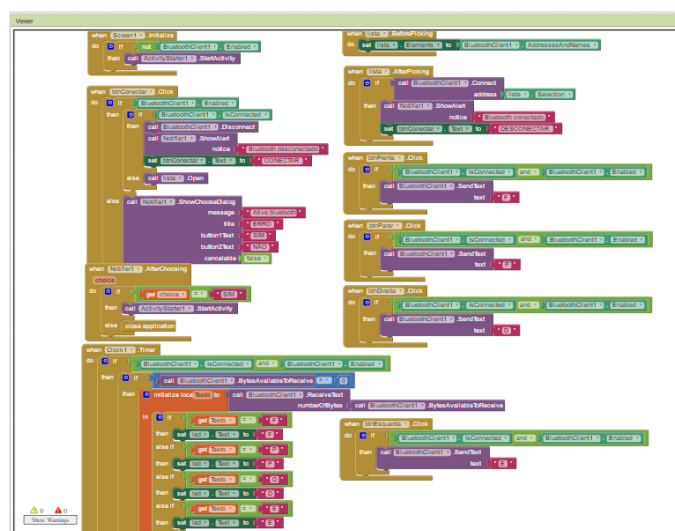 Viewer
when Screen1 .Initialize
do if not BluetoothClient1 . Enabled
then call ActivityStarter1 .StartActivity
when btnConectar .Click
do if BluetoothClient1 . Enabled
then if BluetoothClient1 . IsConnected
then call BluetoothClient1 .Disconnect
call Notifier1 .ShowAlert
notice "Bluetooth desconectado"
set btnConectar . Text to "CONECTAR"
else call lista .Open
else call Notifier1 .ShowChooseDialog
message "Ative bluetooth"
title "ERRO"
button1Text "SIM"
button2Text "NAO"
cancelable false
when Notifier1 .AfterChoosing
choice
do if get choice = "SIM"
then call ActivityStarter1 .StartActivity
else close application
when Clock1 .Timer
do if BluetoothClient1 . IsConnected and BluetoothClient1 . Enabled
then if call BluetoothClient1 .BytesAvailableToReceive 0
then initialize local Texto to call BluetoothClient1 .ReceiveText
numberOfBytes call BluetoothClient1 .BytesAvailableToReceive
in if get Texto = "F"
then set led . Text to "F"
else if get Texto = "P"
then set led . Text to "P"
else if get Texto = "D"
then set led . Text to "D"
else if get Texto = "E"
then set led . Text to "E"
0 0
Show Warnings
when lista .BeforePicking
do set lista . Elements to BluetoothClient1 . AddressesAndNames
when lista .AfterPicking
do if call BluetoothClient1 .Connect
address lista . Selection
then call Notifier1 .ShowAlert
notice "Bluetooth conectado"
set btnConectar . Text to "DESCONECTAR"
when btnFrente .Click
do if BluetoothClient1 . IsConnected and BluetoothClient1 . Enabled
then call BluetoothClient1 .SendText
text "F"
when btnParar .Click
do if BluetoothClient1 . IsConnected and BluetoothClient1 . Enabled
then call BluetoothClient1 .SendText
text "P"
when btnDireita .Click
do if BluetoothClient1 . IsConnected and BluetoothClient1 . Enabled
then call BluetoothClient1 .SendText
text "D"
when btnEsquerda .Click
do if BluetoothClient1 . IsConnected and BluetoothClient1 . Enabled
then call BluetoothClient1 .SendText
text "E"